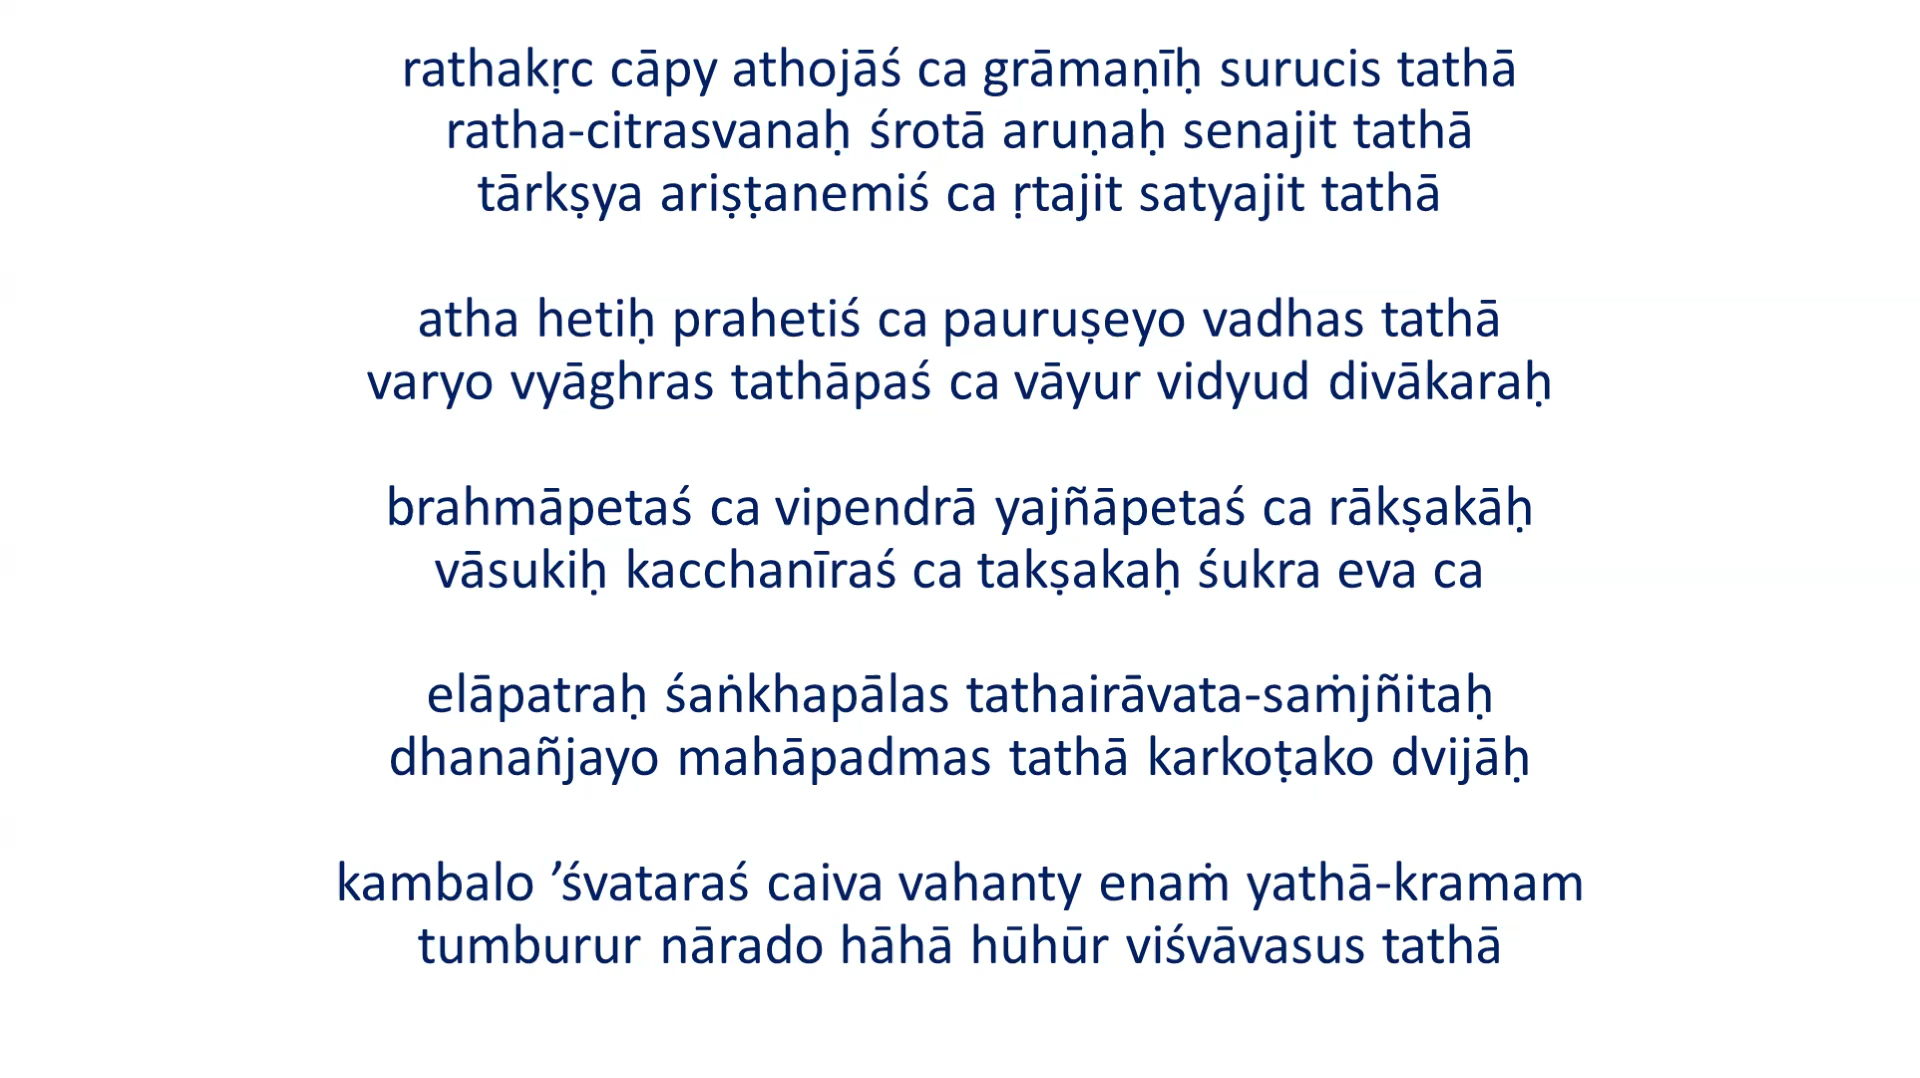 rathakṛc cāpy athojāś ca grāmaṇīḥ surucis tathā
ratha-citrasvanaḥ śrotā aruṇaḥ senajit tathā
tārkṣya ariṣṭanemiś ca ṛtajit satyajit tathā
atha hetiḥ prahetiś ca pauruṣeyo vadhas tathā
varyo vyāghras tathāpaś ca vāyur vidyud divākaraḥ
brahmāpetaś ca vipendrā yajñāpetaś ca rākṣakāḥ
vāsukiḥ kacchanīraś ca takṣakaḥ śukra eva ca
elāpatraḥ śaṅkhapālas tathairāvata-saṁjñitaḥ
dhanañjayo mahāpadmas tathā karkoṭako dvijāḥ
kambalo ’śvataraś caiva vahanty enaṁ yathā-kramam
tumburur nārado hāhā hūhūr viśvāvasus tathā